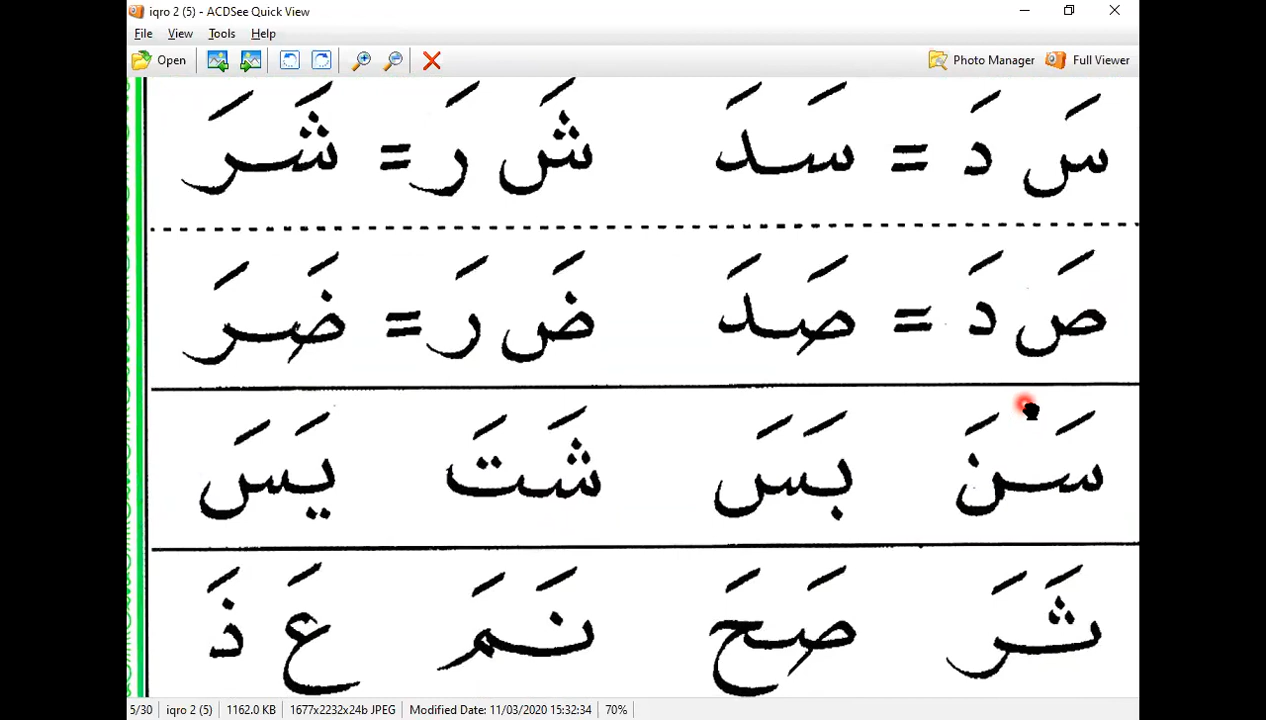 iqro 2 (5) - ACDSee Quick View
File View Tools Help
Open Photo Manager Full Viewer
سَ دَ = سَدَ شَ رَ = شَرَ
صَ دَ = صَدَ ضَ رَ = ضَرَ
سَنَ بَسَ شَتَ يَسَ
ثَرَ صَحَ نَمَ عَ ذَ
5/30 iqro 2 (5) 1162.0 KB 1677x2232x24b JPEG Modified Date: 11/03/2020 15:32:34 70%